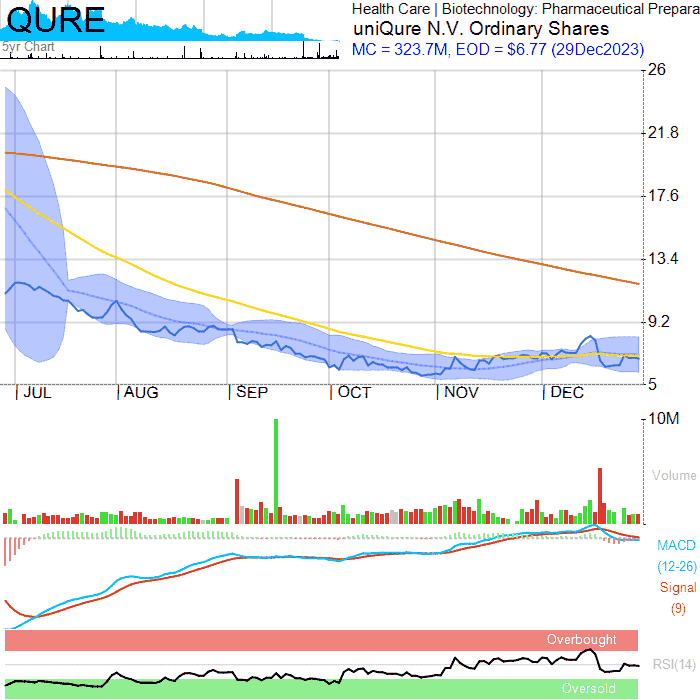 QURE
Health Care | Biotechnology: Pharmaceutical Prepara
uniQure N.V. Ordinary Shares
5yr Chart
MC = 323.7M, EOD = $6.77 (29Dec2023)
26
21.8
17.6
13.4
9.2
5
JUL AUG SEP OCT NOV DEC
10M
Volume
MACD
(12-26)
Signal
(9)
Overbought
RSI(14)
Oversold